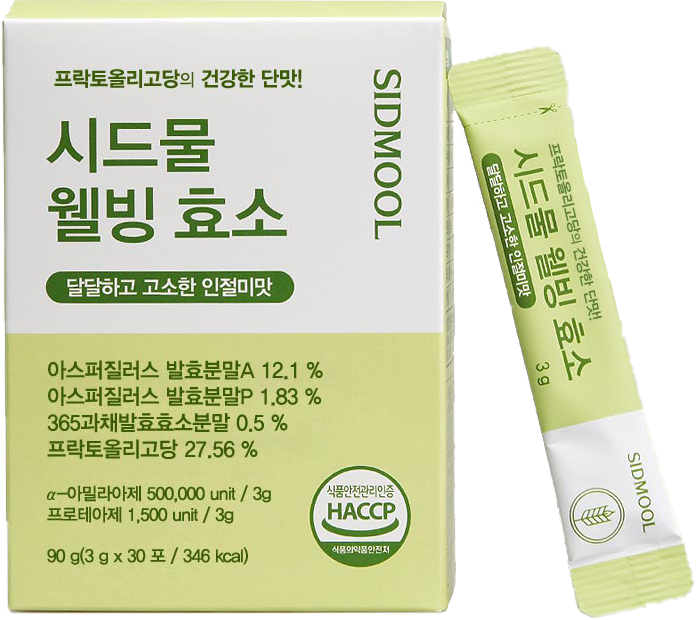 프락토올리고당의 건강한 단맛!
시드물
웰빙 효소
달달하고 고소한 인절미맛
SIDMOOL
아스퍼질러스 발효분말A 12.1 %
아스퍼질러스 발효분말P 1.83 %
365과채발효효소분말 0.5 %
프락토올리고당 27.56 %
α-아밀라아제 500,000 unit / 3g
프로테아제 1,500 unit / 3g
90 g(3 g x 30 포 / 346 kcal)
식품안전관리인증
HACCP
식품의약품안전처
프락토올리고당의 건강한 단맛!
시드물 웰빙 효소
달달하고 고소한 인절미맛
3 g
SIDMOOL